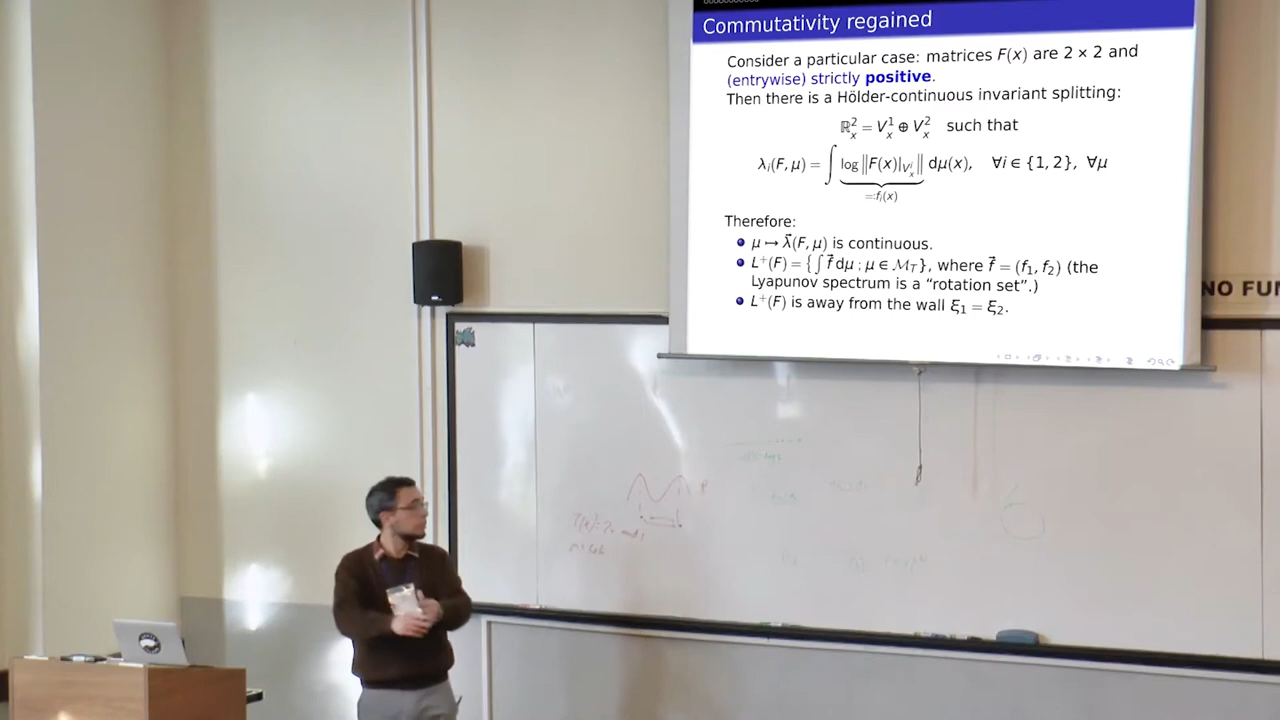 Commutativity regained
Consider a particular case: matrices F(x) are 2 × 2 and
(entrywise) strictly positive.
Then there is a Hölder-continuous invariant splitting:
ℝ²ₓ = V¹ₓ ⊕ V²ₓ such that
λᵢ(F, μ) = ∫ log ‖F(x)|_{Vⁱₓ}‖ dμ(x), ∀i ∈ {1, 2}, ∀μ
=:fᵢ(x)
Therefore:
μ ↦ λ⃗(F, μ) is continuous.
L⁺(F) = {∫ f⃗ dμ ; μ ∈ ℳ_T}, where f⃗ = (f₁, f₂) (the
Lyapunov spectrum is a “rotation set”.)
L⁺(F) is away from the wall ξ₁ = ξ₂.
NO FUN